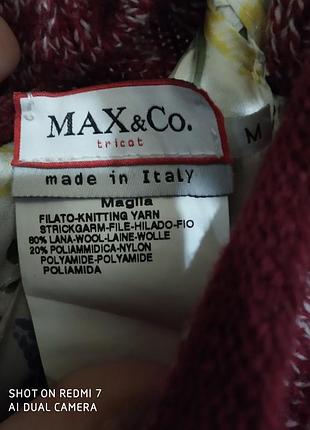 MAX&Co.
tricot
M
made in Italy
Maglia
FILATO-KNITTING YARN
STRICKGARM-FILE-HILADO-FIO
80% LANA-WOOL-LAINE-WOLLE
20% POLIAMMIDICA-NYLON
POLYAMIDE-POLYAMIDE
POLIAMIDA
SHOT ON REDMI 7
AI DUAL CAMERA